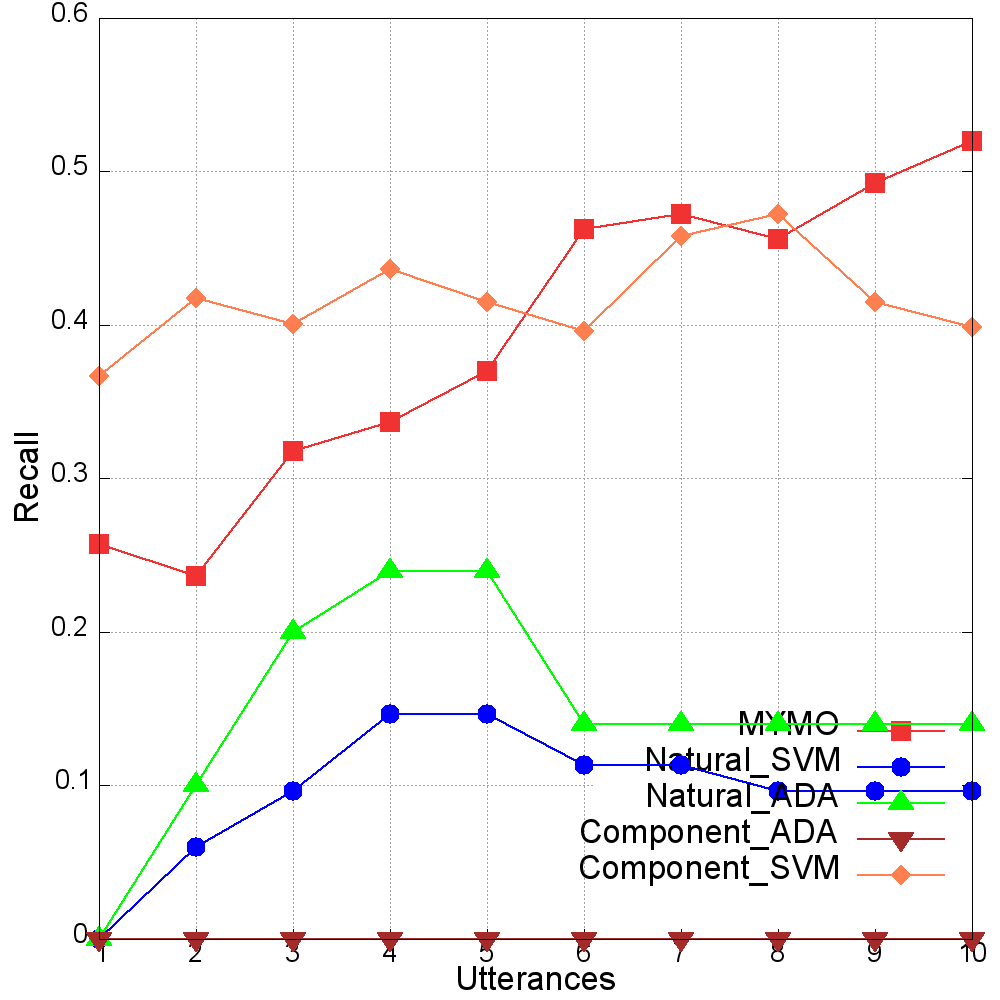 0.6
0.5
0.4
0.3
0.2
0.1
0
Recall
MYMO
Natural_SVM
Natural_ADA
Component_ADA
Component_SVM
1 2 3 4 5 6 7 8 9 10
Utterances